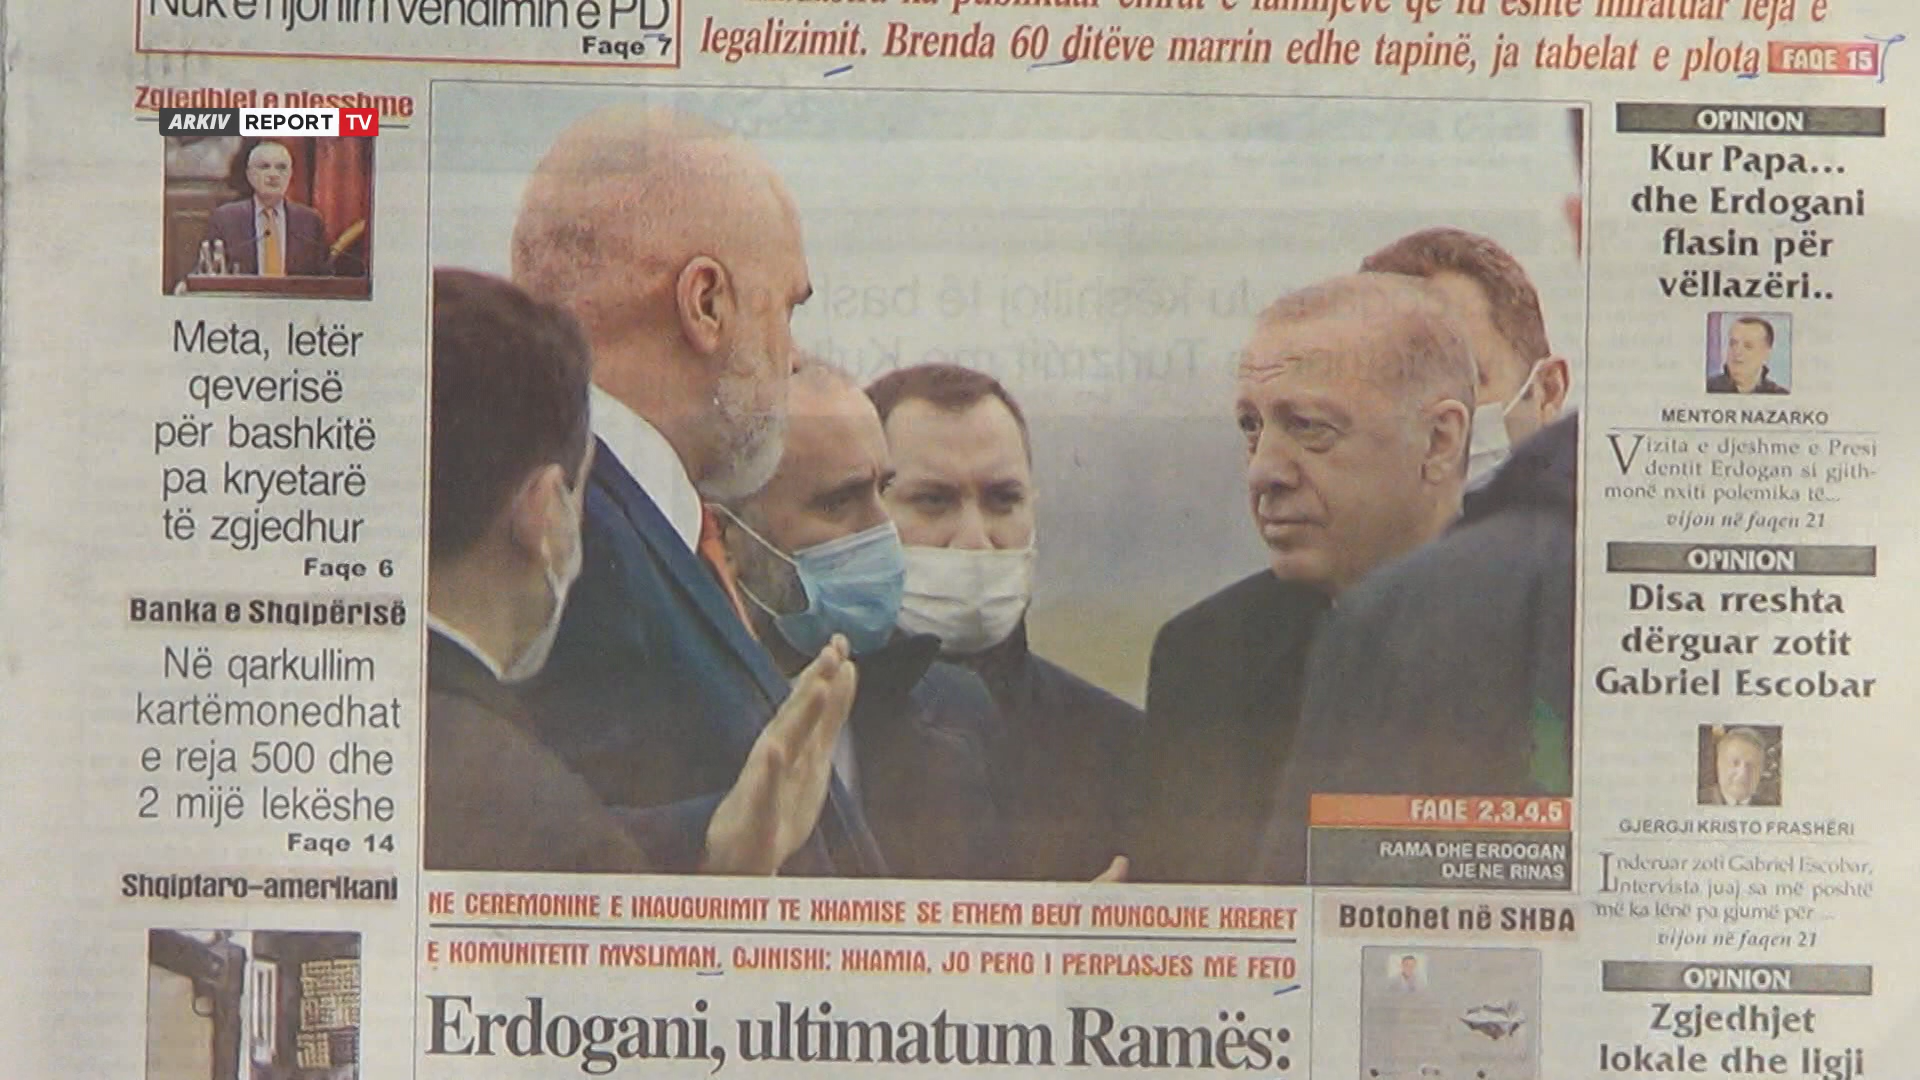 Nuk e njohim vendimin e PD
Faqe 7
legalizimit. Brenda 60 ditëve marrin edhe tapinë, ja tabelat e plota FAQE 15
Zgjedhjet e pjesshme
ARKIV REPORT TV
Meta, letër
qeverisë
për bashkitë
pa kryetarë
të zgjedhur
Faqe 6
Banka e Shqipërisë
Në qarkullim
kartëmonedhat
e reja 500 dhe
2 mijë lekëshe
Faqe 14
Shqiptaro-amerikani
FAQE 2,3,4,5
RAMA DHE ERDOGAN
DJE NE RINAS
NE CEREMONINE E INAUGURIMIT TE XHAMISE SE ETHEM BEUT MUNGOJNE KRERET
E KOMUNITETIT MYSLIMAN, GJINISHI: XHAMIA, JO PENG I PERPLASJES ME FETO
Erdogani, ultimatum Ramës:
Botohet në SHBA
OPINION
Kur Papa...
dhe Erdogani
flasin për
vëllazëri..
MENTOR NAZARKO
Vizita e djeshme e Presi
dentit Erdogan si gjith-
monë nxiti polemika të...
vijon në faqen 21
OPINION
Disa rreshta
dërguar zotit
Gabriel Escobar
GJERGJI KRISTO FRASHËRI
Inderuar zoti Gabriel Escobar,
Intervista juaj sa më poshtë
më ka lënë pa gjumë për ...
vijon në faqen 21
OPINION
Zgjedhjet
lokale dhe ligji